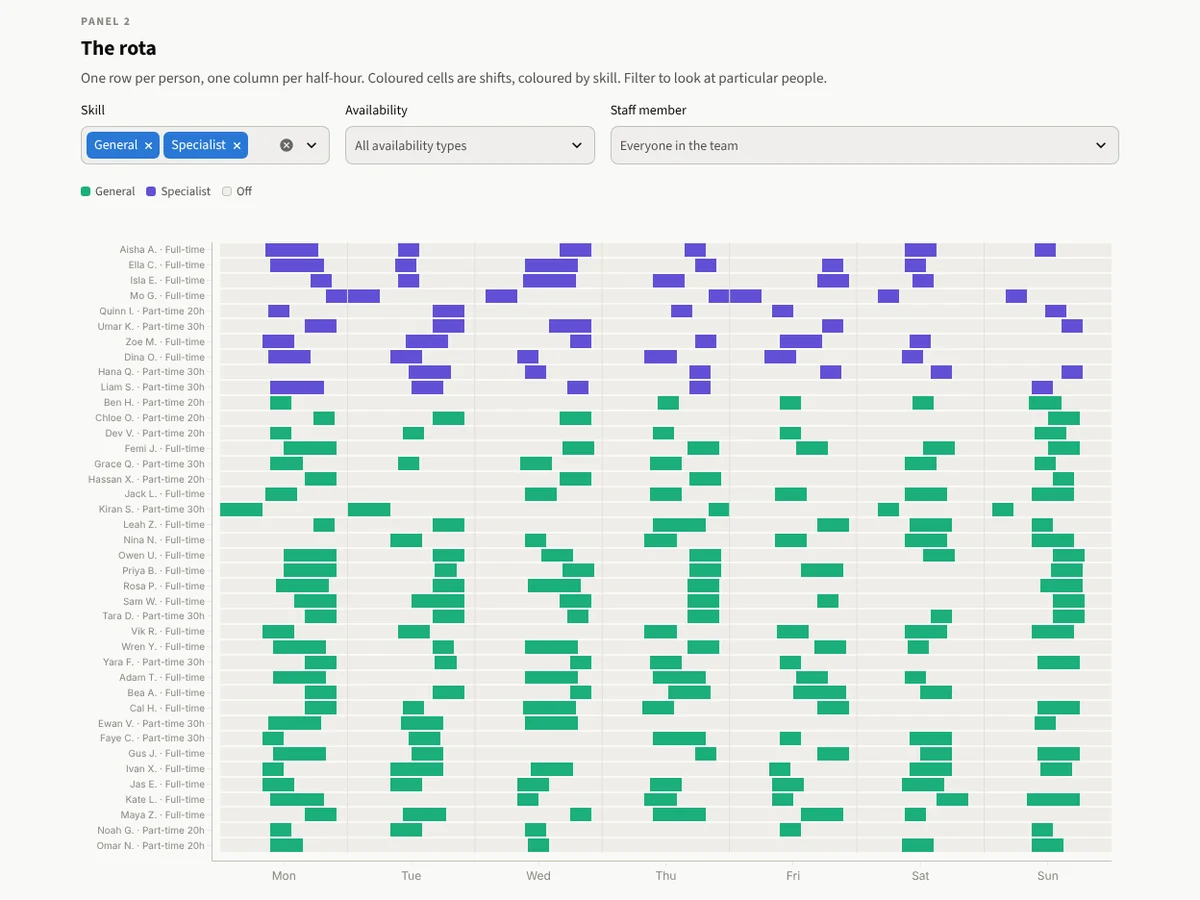 PANEL 2
The rota
One row per person, one column per half-hour. Coloured cells are shifts, coloured by skill. Filter to look at particular people.
Skill
Availability
Staff member
General ×
Specialist ×
All availability types
Everyone in the team
General
Specialist
Off
Aisha A. · Full-time
Ella C. · Full-time
Isla E. · Full-time
Mo G. · Full-time
Quinn I. · Part-time 20h
Umar K. · Part-time 30h
Zoe M. · Full-time
Dina O. · Full-time
Hana Q. · Part-time 30h
Liam S. · Part-time 30h
Ben H. · Part-time 20h
Chloe O. · Part-time 20h
Dev V. · Part-time 20h
Femi J. · Full-time
Grace Q. · Part-time 30h
Hassan X. · Part-time 20h
Jack L. · Full-time
Kiran S. · Part-time 30h
Leah Z. · Full-time
Nina N. · Full-time
Owen U. · Full-time
Priya B. · Full-time
Rosa P. · Full-time
Sam W. · Full-time
Tara D. · Part-time 30h
Vik R. · Full-time
Wren Y. · Full-time
Yara F. · Part-time 30h
Adam T. · Full-time
Bea A. · Full-time
Cal H. · Full-time
Ewan V. · Part-time 30h
Faye C. · Part-time 30h
Gus J. · Full-time
Ivan X. · Full-time
Jas E. · Full-time
Kate L. · Full-time
Maya Z. · Full-time
Noah G. · Part-time 20h
Omar N. · Part-time 20h
Mon
Tue
Wed
Thu
Fri
Sat
Sun